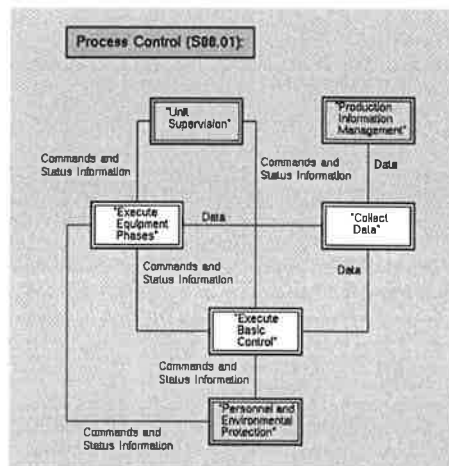 Process Control (S88.01):
"Unit
Supervision"
"Production
Information
Management"
Commands and
Status Information
Commands and
Status Information
Data
"Execute
Equipment
Phases"
Data
"Collect
Data"
Commands and
Status Information
Data
"Execute
Basic
Control"
Commands and
Status Information
"Personnel and
Environmental
Protection"
Commands and
Status Information